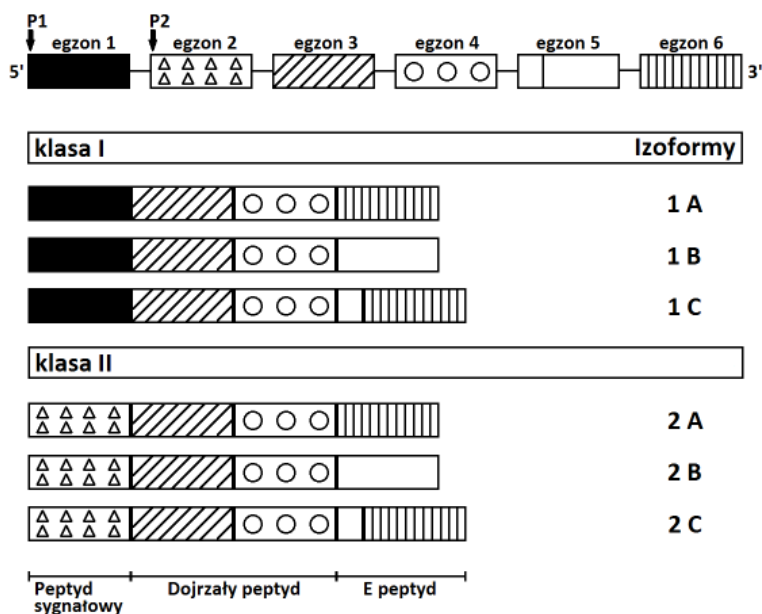 P1 P2
egzon 1 egzon 2 egzon 3 egzon 4 egzon 5 egzon 6
5' 3'
klasa I Izoformy
1 A
1 B
1 C
klasa II
2 A
2 B
2 C
Peptyd sygnałowy Dojrzały peptyd E peptyd